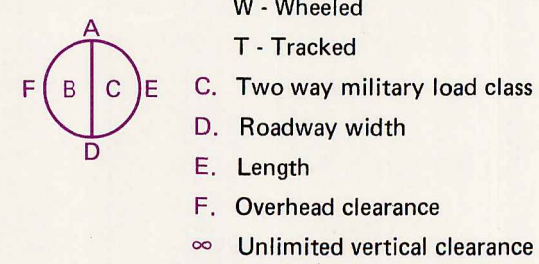 W - Wheeled
T - Tracked
A
F B C E
D
C. Two way military load class
D. Roadway width
E. Length
F. Overhead clearance
∞ Unlimited vertical clearance